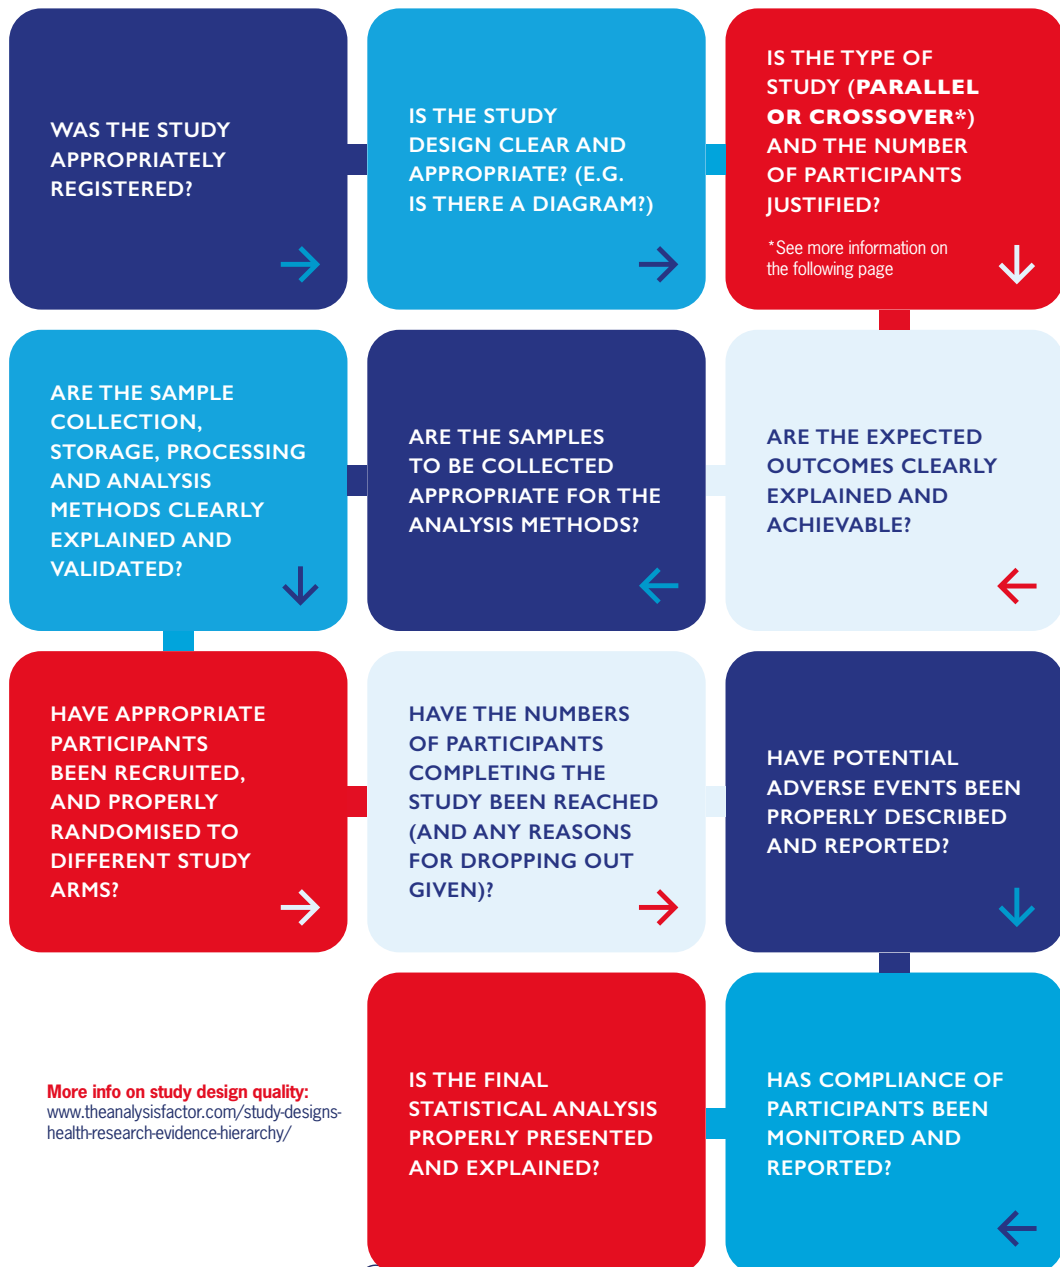 WAS THE STUDY
APPROPRIATELY
REGISTERED?
IS THE STUDY
DESIGN CLEAR AND
APPROPRIATE? (E.G.
IS THERE A DIAGRAM?)
IS THE TYPE OF
STUDY (PARALLEL
OR CROSSOVER*)
AND THE NUMBER
OF PARTICIPANTS
JUSTIFIED?
*See more information on
the following page
ARE THE EXPECTED
OUTCOMES CLEARLY
EXPLAINED AND
ACHIEVABLE?
ARE THE SAMPLES
TO BE COLLECTED
APPROPRIATE FOR THE
ANALYSIS METHODS?
ARE THE SAMPLE
COLLECTION,
STORAGE, PROCESSING
AND ANALYSIS
METHODS CLEARLY
EXPLAINED AND
VALIDATED?
HAVE APPROPRIATE
PARTICIPANTS
BEEN RECRUITED,
AND PROPERLY
RANDOMISED TO
DIFFERENT STUDY
ARMS?
HAVE THE NUMBERS
OF PARTICIPANTS
COMPLETING THE
STUDY BEEN REACHED
(AND ANY REASONS
FOR DROPPING OUT
GIVEN)?
HAVE POTENTIAL
ADVERSE EVENTS BEEN
PROPERLY DESCRIBED
AND REPORTED?
HAS COMPLIANCE OF
PARTICIPANTS BEEN
MONITORED AND
REPORTED?
IS THE FINAL
STATISTICAL ANALYSIS
PROPERLY PRESENTED
AND EXPLAINED?
More info on study design quality:
www.theanalysisfactor.com/study-designs-
health-research-evidence-hierarchy/